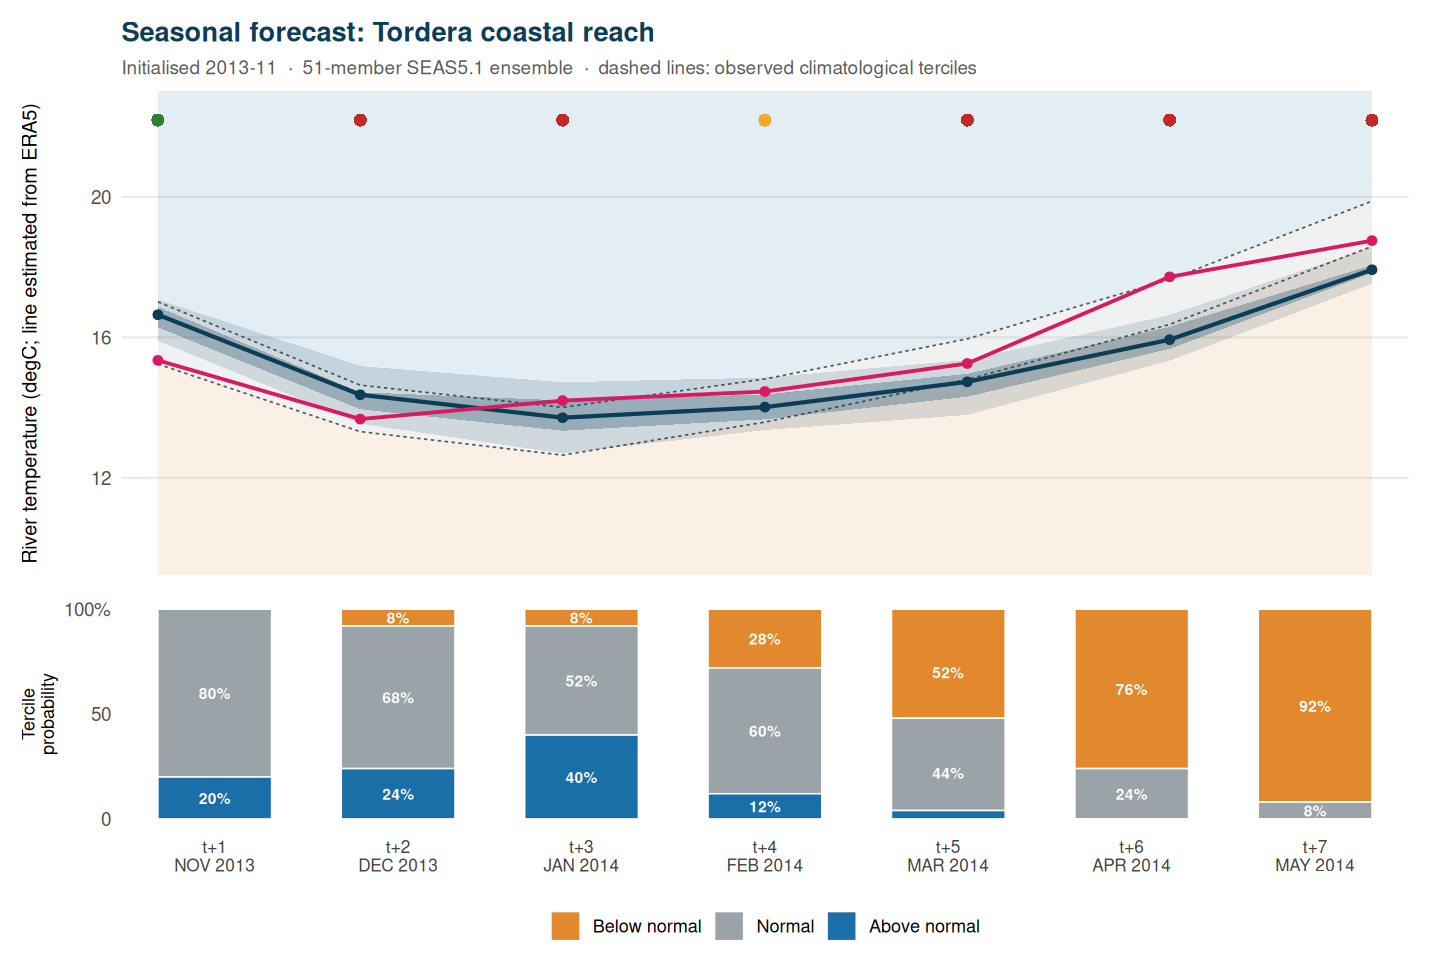 Seasonal forecast: Tordera coastal reach
Initialised 2013-11 · 51-member SEAS5.1 ensemble · dashed lines: observed climatological terciles
River temperature (degC; line estimated from ERA5)
20
16
12
Tercile
probability
100%
50
0
80%
20%
8%
68%
24%
8%
52%
40%
28%
60%
12%
52%
44%
76%
24%
92%
8%
t+1
NOV 2013
t+2
DEC 2013
t+3
JAN 2014
t+4
FEB 2014
t+5
MAR 2014
t+6
APR 2014
t+7
MAY 2014
Below normal
Normal
Above normal